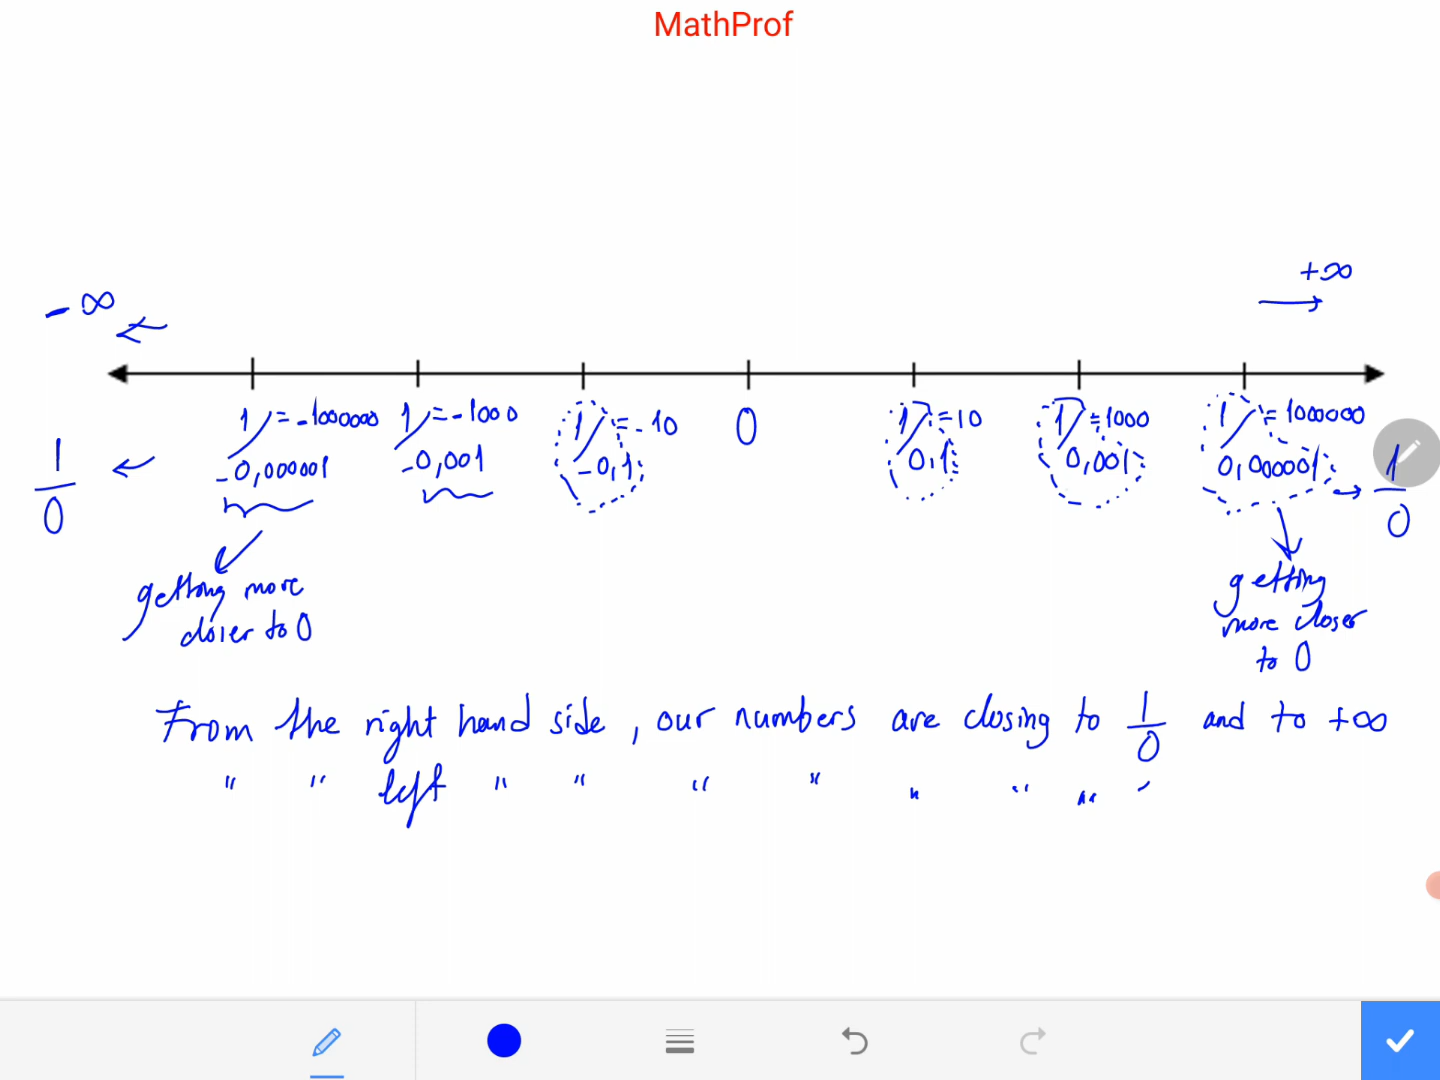 MathProf
+∞
- ∞
1/-0,000001 = -1000000
1/-0,001 = -1000
1/-0,1 = -10
0
1/0,1 = 10
1/0,001 = 1000
1/0,000001 = 1000000
1/0 ←
→ 1/0
getting more
closer to 0
getting
more closer
to 0
From the right hand side, our numbers are closing to 1/0 and to +∞
" " left " " " " " " " "